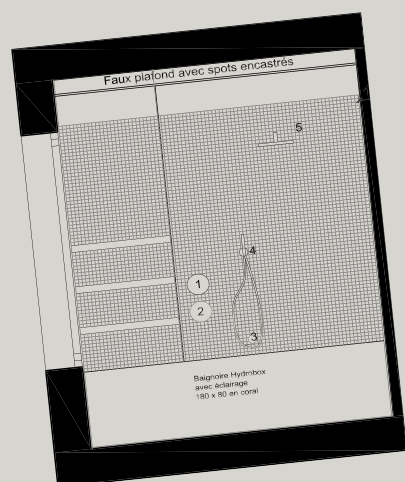 Faux plafond avec spots encastrés
5
4
1
2
3
Baignoire Hydrobox
avec éclairage
180 x 80 en coral